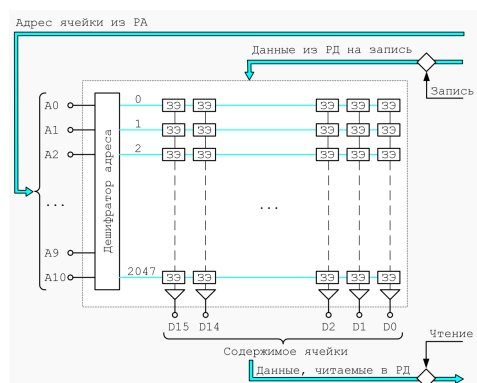 Адрес ячейки из РА
Данные из РД на запись
Запись
A0
A1
A2
...
A9
A10
Дешифратор адреса
0
1
2
2047
ЗЭ ЗЭ ЗЭ ЗЭ ЗЭ
ЗЭ ЗЭ ЗЭ ЗЭ ЗЭ
ЗЭ ЗЭ ЗЭ ЗЭ ЗЭ
...
ЗЭ ЗЭ ЗЭ ЗЭ ЗЭ
D15 D14 D2 D1 D0
Содержимое ячейки
Чтение
Данные, читаемые в РД